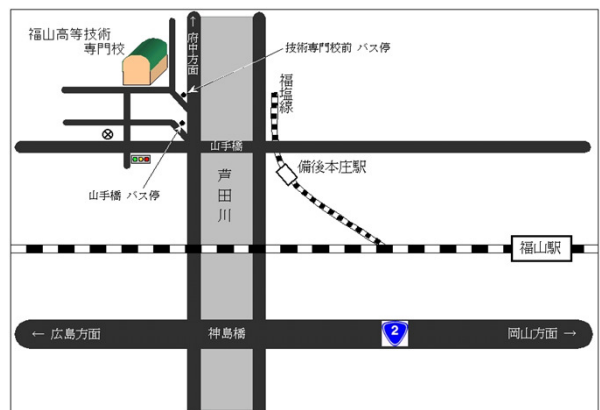 福山高等技術
専門校
↑府中方面
技術専門校前 バス停
福塩線
山手橋
備後本庄駅
山手橋 バス停
芦田川
福山駅
← 広島方面
神島橋
2
岡山方面 →